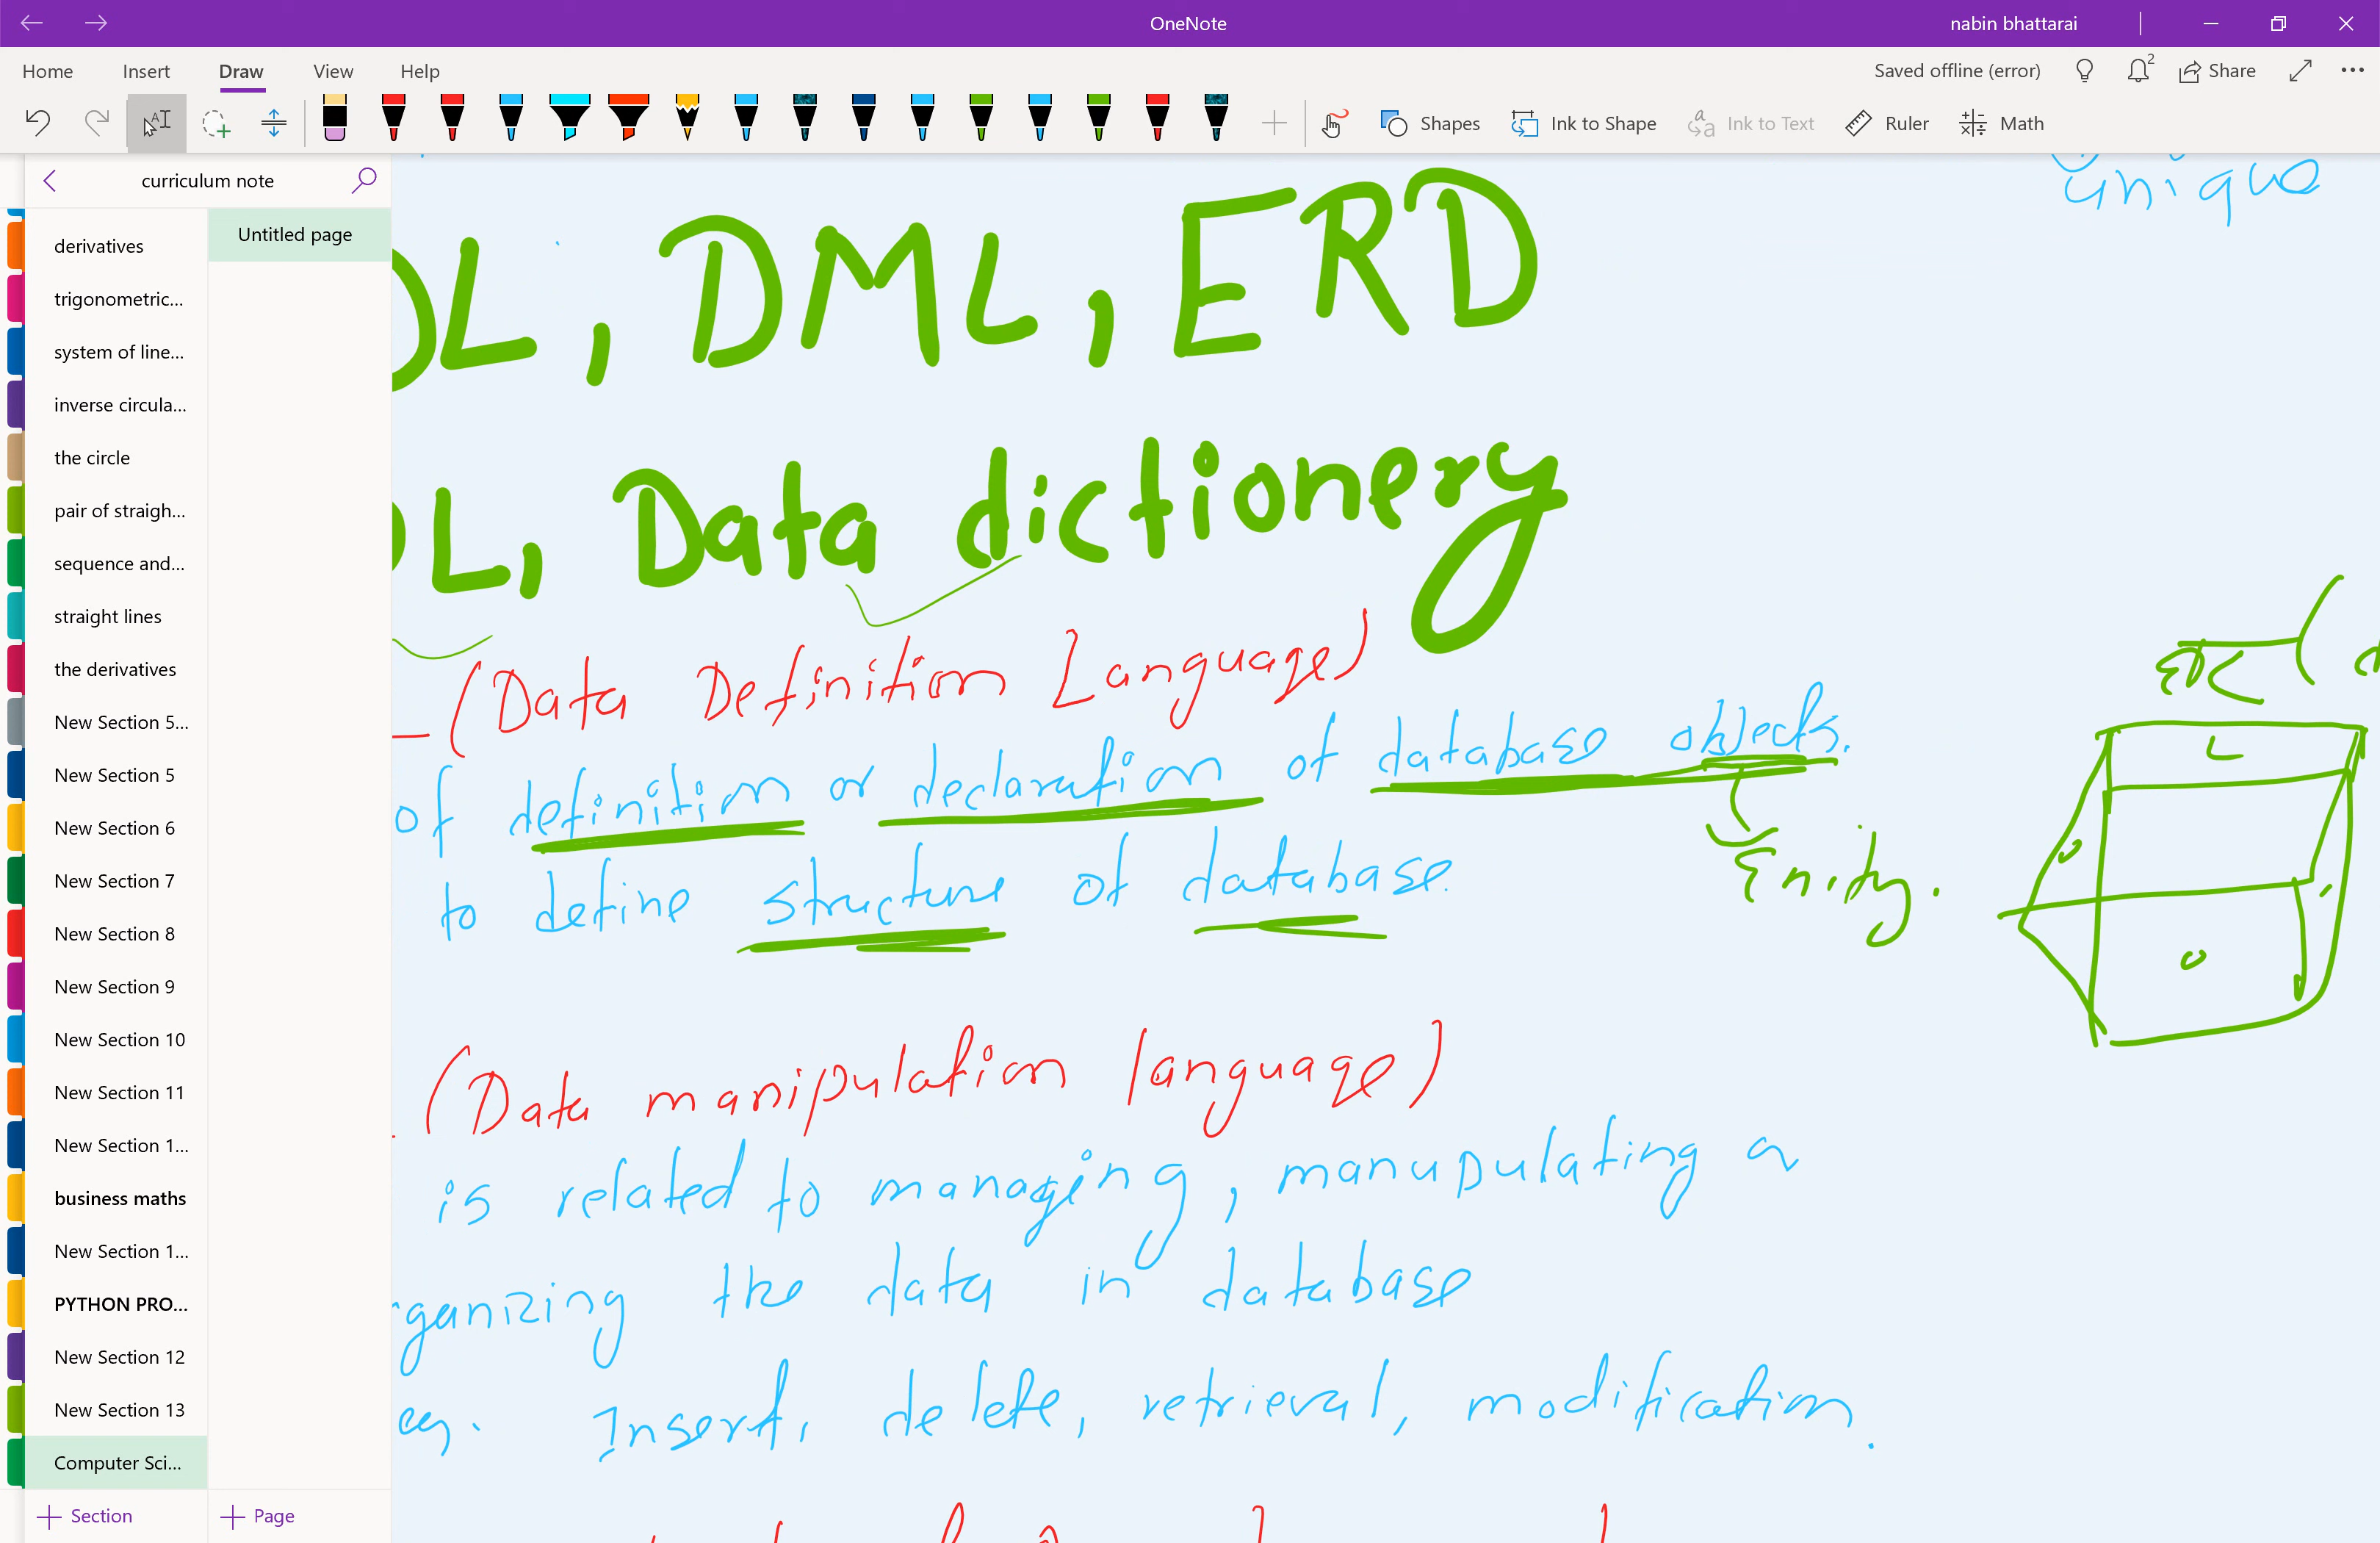 OneNote
nabin bhattarai
Home Insert Draw View Help
Saved offline (error) 2 Share
Shapes Ink to Shape Ink to Text Ruler Math
curriculum note
Untitled page
derivatives
trigonometric...
system of line...
inverse circula...
the circle
pair of straigh...
sequence and...
straight lines
the derivatives
New Section 5...
New Section 5
New Section 6
New Section 7
New Section 8
New Section 9
New Section 10
New Section 11
New Section 1...
business maths
New Section 1...
PYTHON PRO...
New Section 12
New Section 13
Computer Sci...
Section
Page
unique
DL, DML, ERD
L, Data dictionery
(Data Definition Language)
of definition or declaration of database objects.
to define structure of database.
Enity.
(Data manipulation language)
is related to managing, manupulating
rganizing the data in database
Insert, delete, retrieval, modification.